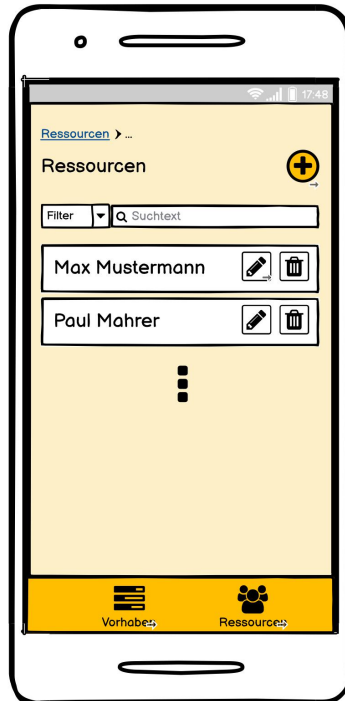 17:48
Ressourcen > ...
Ressourcen
Filter Suchtext
Max Mustermann
Paul Mahrer
Vorhaben Ressourcen